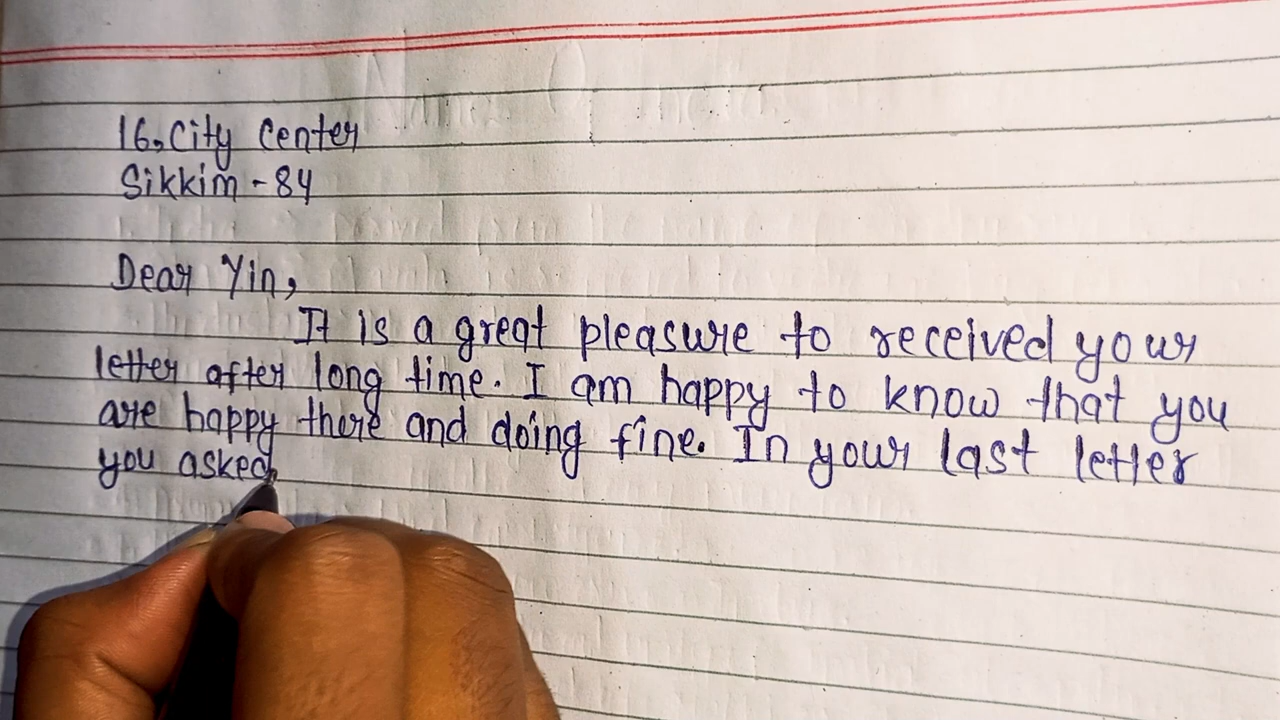 16, City Center
Sikkim - 84
Dear Yin,
It is a great pleasure to received your
letter after long time. I am happy to know that you
are happy there and doing fine. In your last letter
you asked